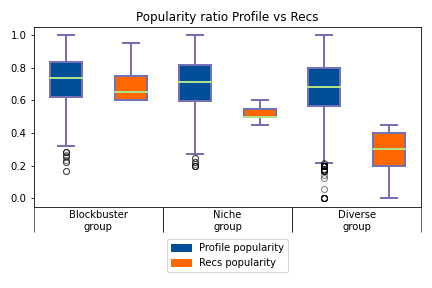 Popularity ratio Profile vs Recs
1.0
0.8
0.6
0.4
0.2
0.0
Blockbuster
group
Niche
group
Diverse
group
Profile popularity
Recs popularity